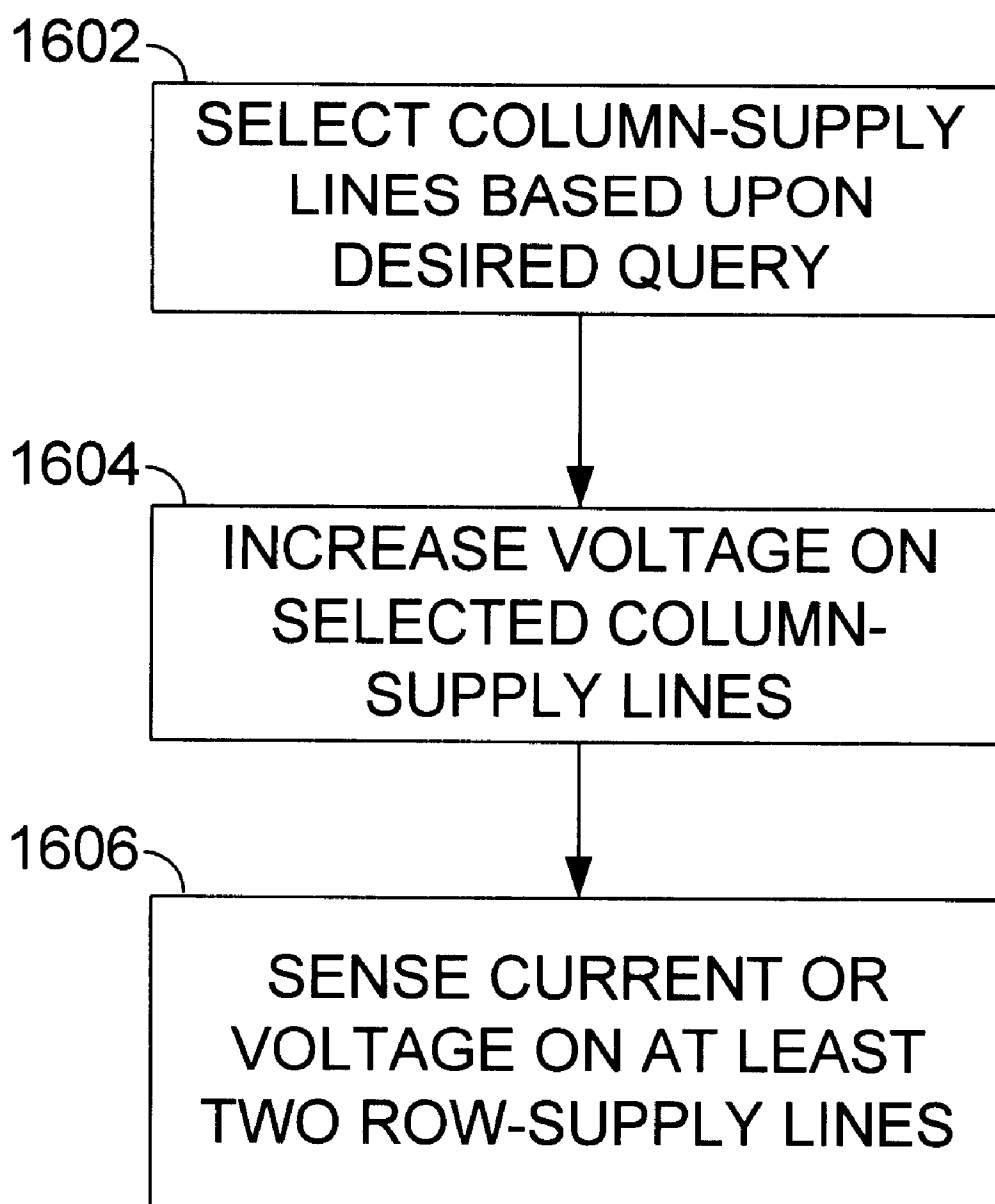 1602
SELECT COLUMN-SUPPLY
LINES BASED UPON
DESIRED QUERY
1604
INCREASE VOLTAGE ON
SELECTED COLUMN-
SUPPLY LINES
1606
SENSE CURRENT OR
VOLTAGE ON AT LEAST
TWO ROW-SUPPLY LINES